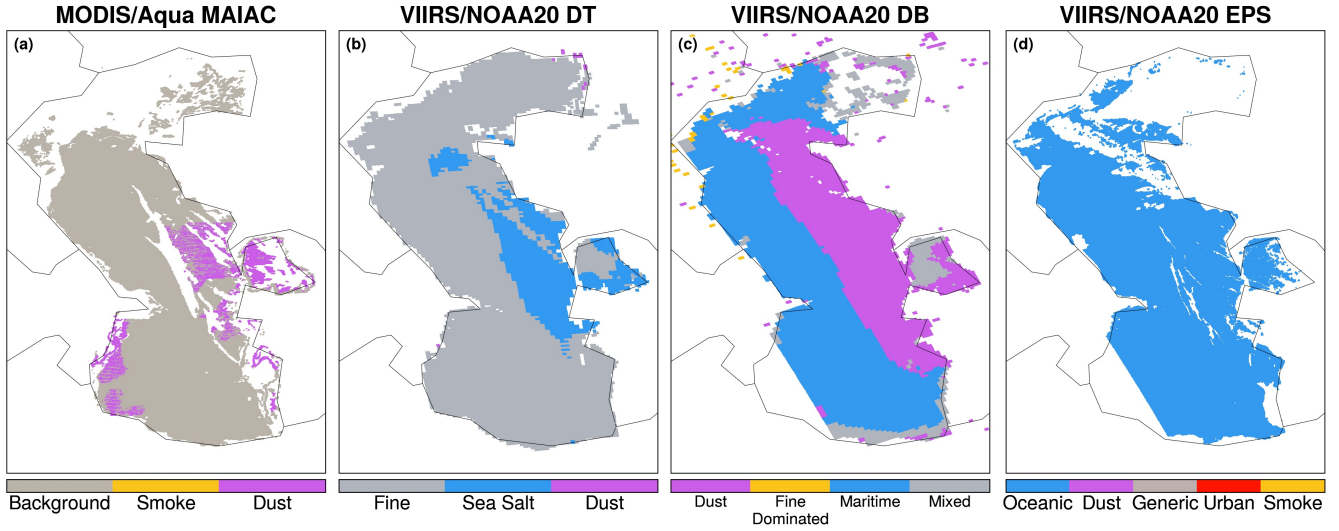 MODIS/Aqua MAIAC
VIIRS/NOAA20 DT
VIIRS/NOAA20 DB
VIIRS/NOAA20 EPS
(a)
(b)
(c)
(d)
Background Smoke Dust
Fine Sea Salt Dust
Dust Fine Dominated Maritime Mixed
Oceanic Dust Generic Urban Smoke